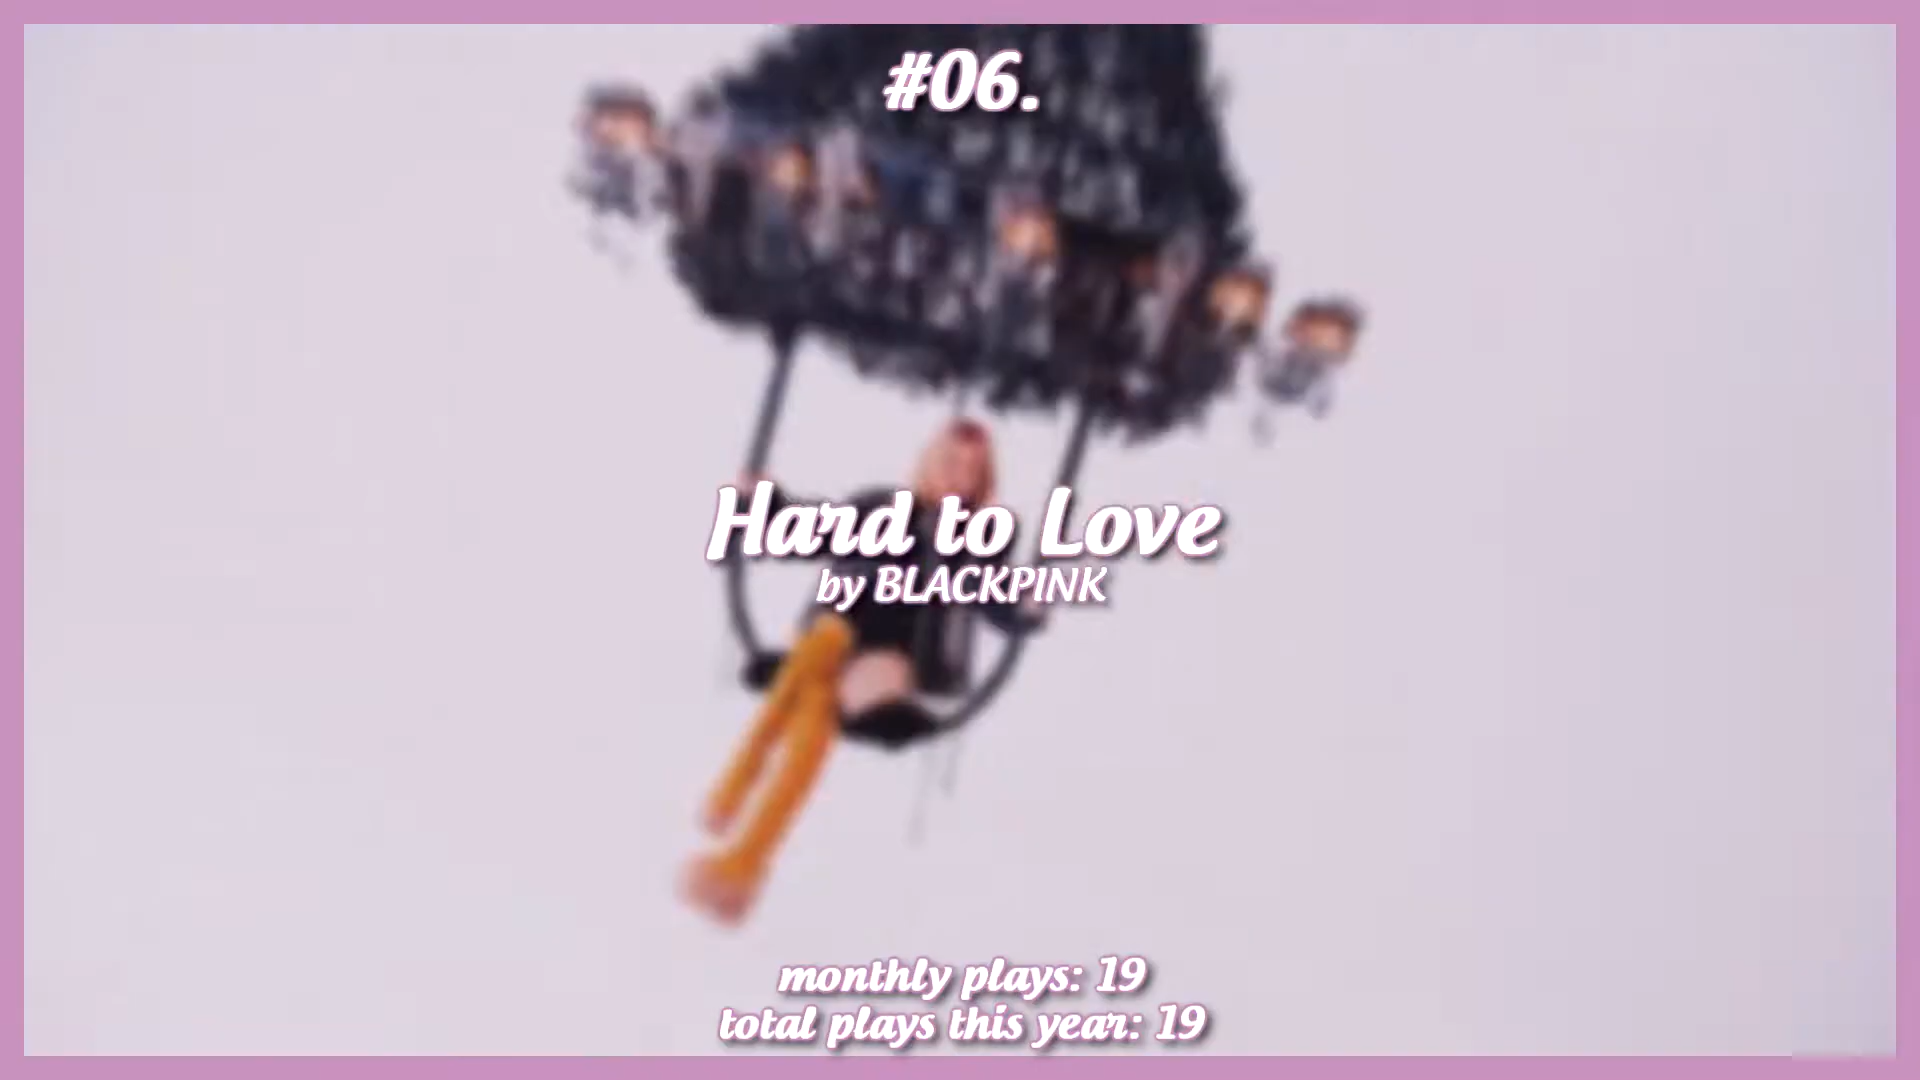 #06.
Hard to Love
by BLACKPINK
monthly plays: 19
total plays this year: 19